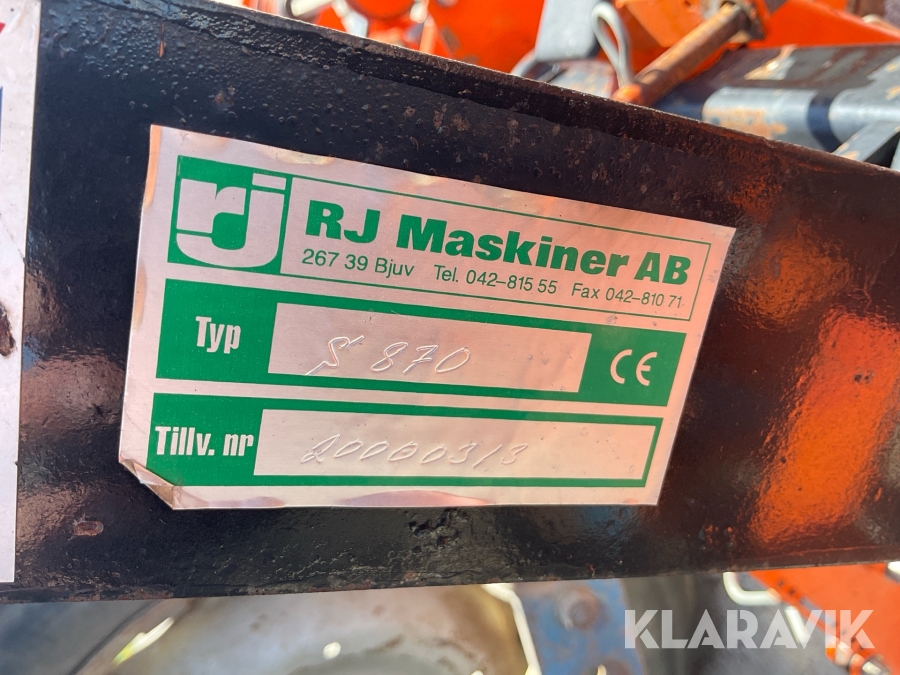 rj RJ Maskiner AB
267 39 Bjuv Tel. 042-815 55 Fax 042-810 71
Typ S 870 CE
Tillv. nr 20000313
KLARAVIK